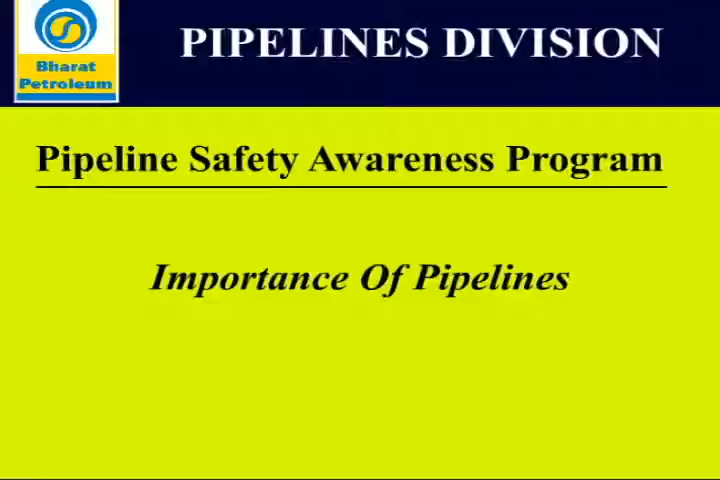 PIPELINES DIVISION
Bharat
Petroleum
Pipeline Safety Awareness Program
Importance Of Pipelines